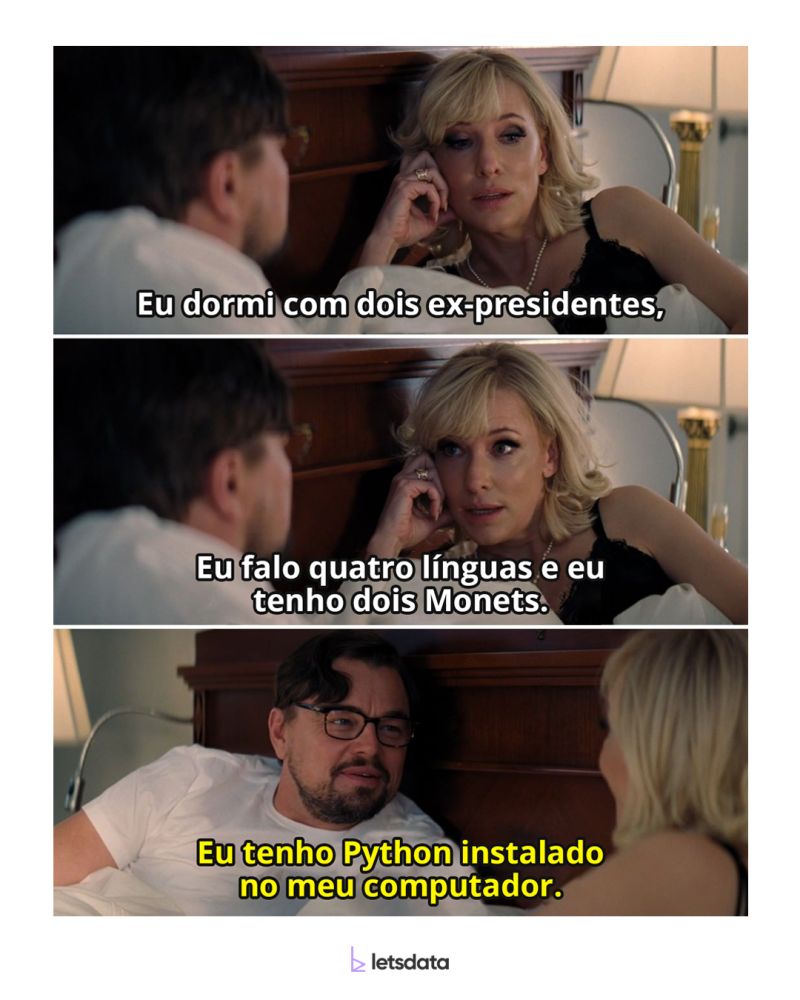 Eu dormi com dois ex-presidentes,
Eu falo quatro línguas e eu
tenho dois Monets.
Eu tenho Python instalado
no meu computador.
letsdata